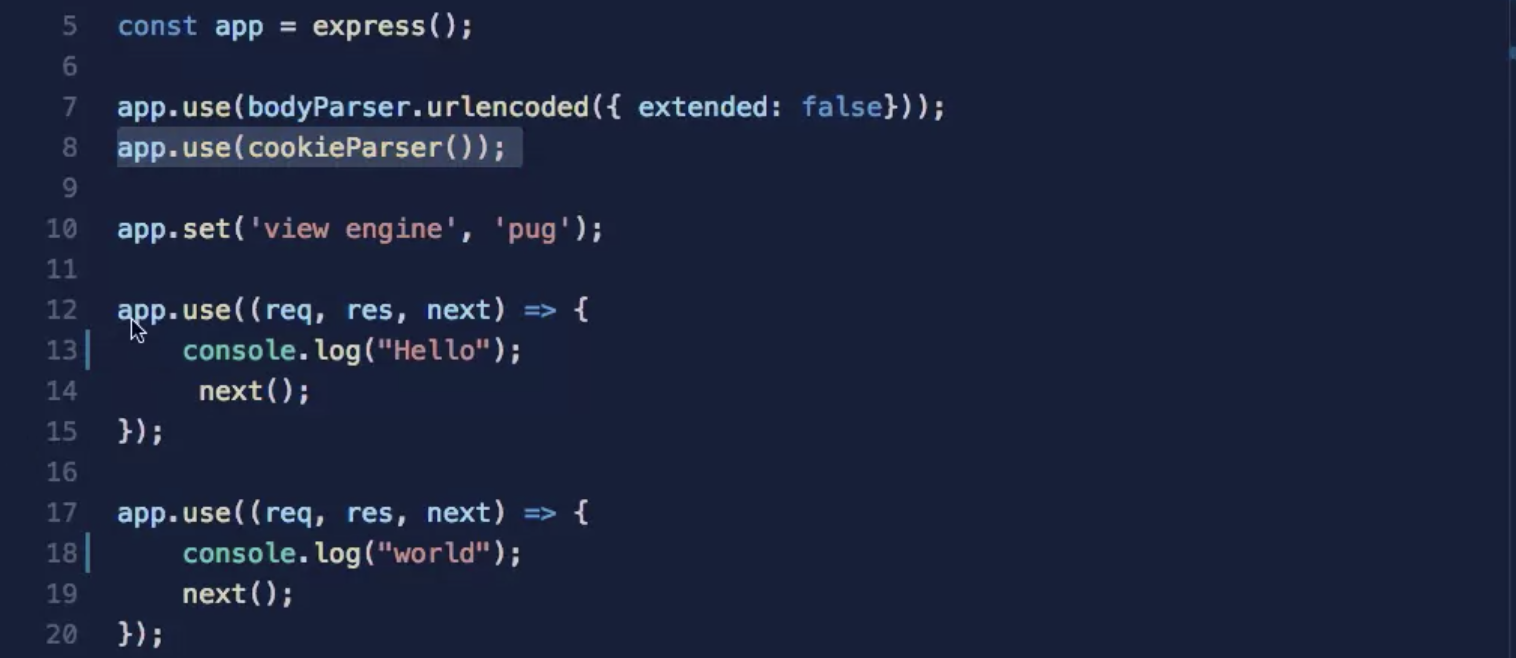 5 const app = express();
6
7 app.use(bodyParser.urlencoded({ extended: false}));
8 app.use(cookieParser());
9
10 app.set('view engine', 'pug');
11
12 app.use((req, res, next) => {
13     console.log("Hello");
14      next();
15 });
16
17 app.use((req, res, next) => {
18     console.log("world");
19     next();
20 });